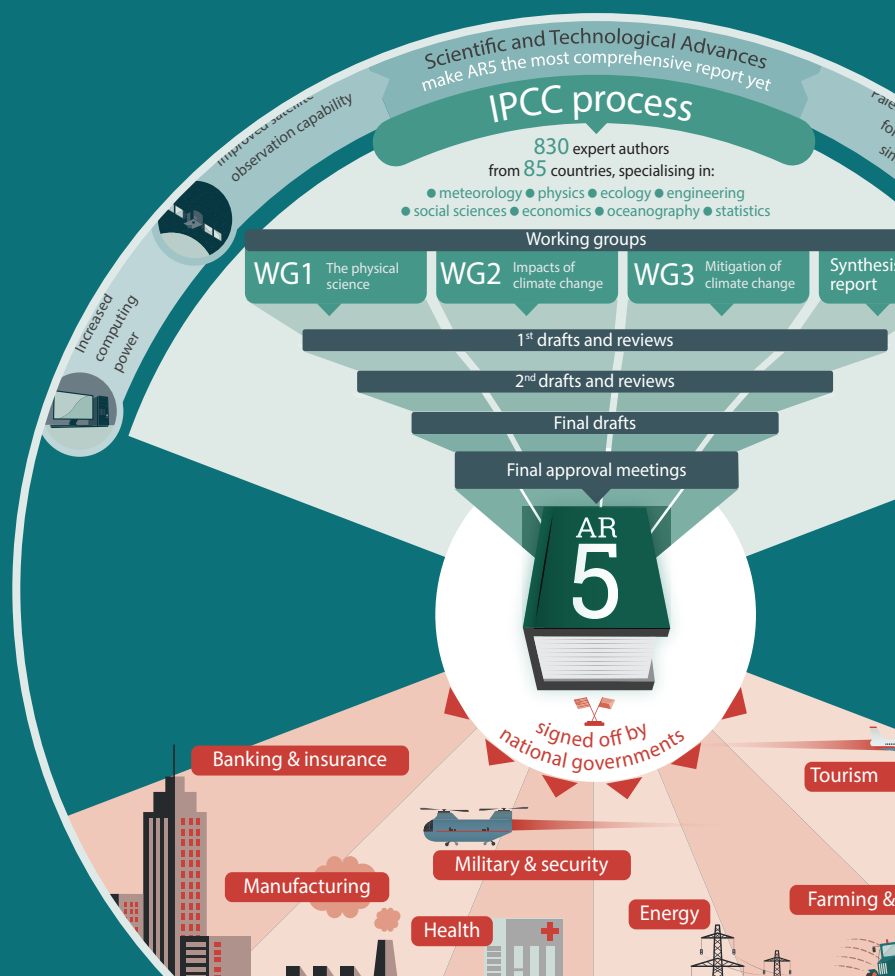 Scientific and Technological Advances
make AR5 the most comprehensive report yet
IPCC process
830 expert authors
from 85 countries, specialising in:
● meteorology ● physics ● ecology ● engineering
● social sciences ● economics ● oceanography ● statistics
Improved satellite
observation capability
Increased
computing
power
Working groups
WG1 The physical
science
WG2 Impacts of
climate change
WG3 Mitigation of
climate change
Synthesis
report
1st drafts and reviews
2nd drafts and reviews
Final drafts
Final approval meetings
AR
5
signed off by
national governments
Banking & insurance
Tourism
Military & security
Manufacturing
Farming &
Energy
Health